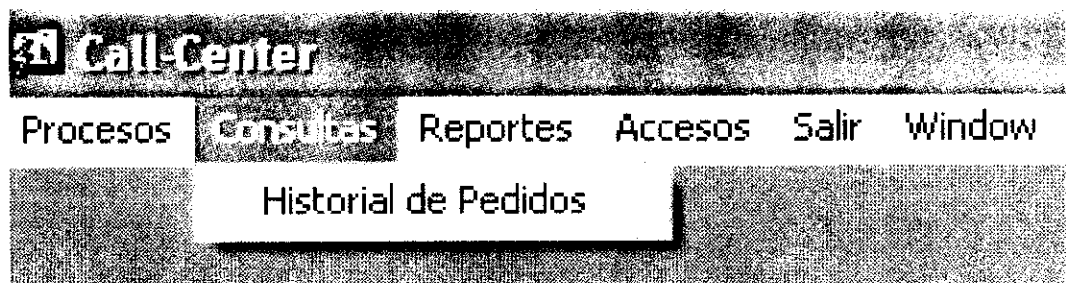 Call-Center
Procesos Consultas Reportes Accesos Salir Window
Historial de Pedidos